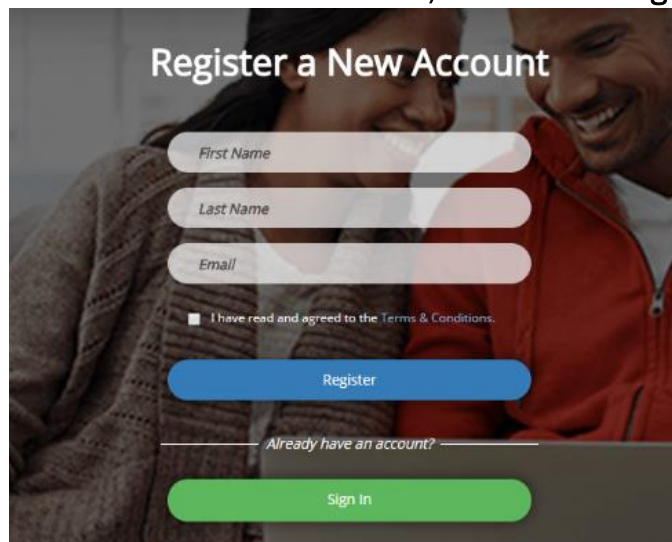 Register a New Account
First Name
Last Name
Email
I have read and agreed to the Terms & Conditions.
Register
Already have an account?
Sign In